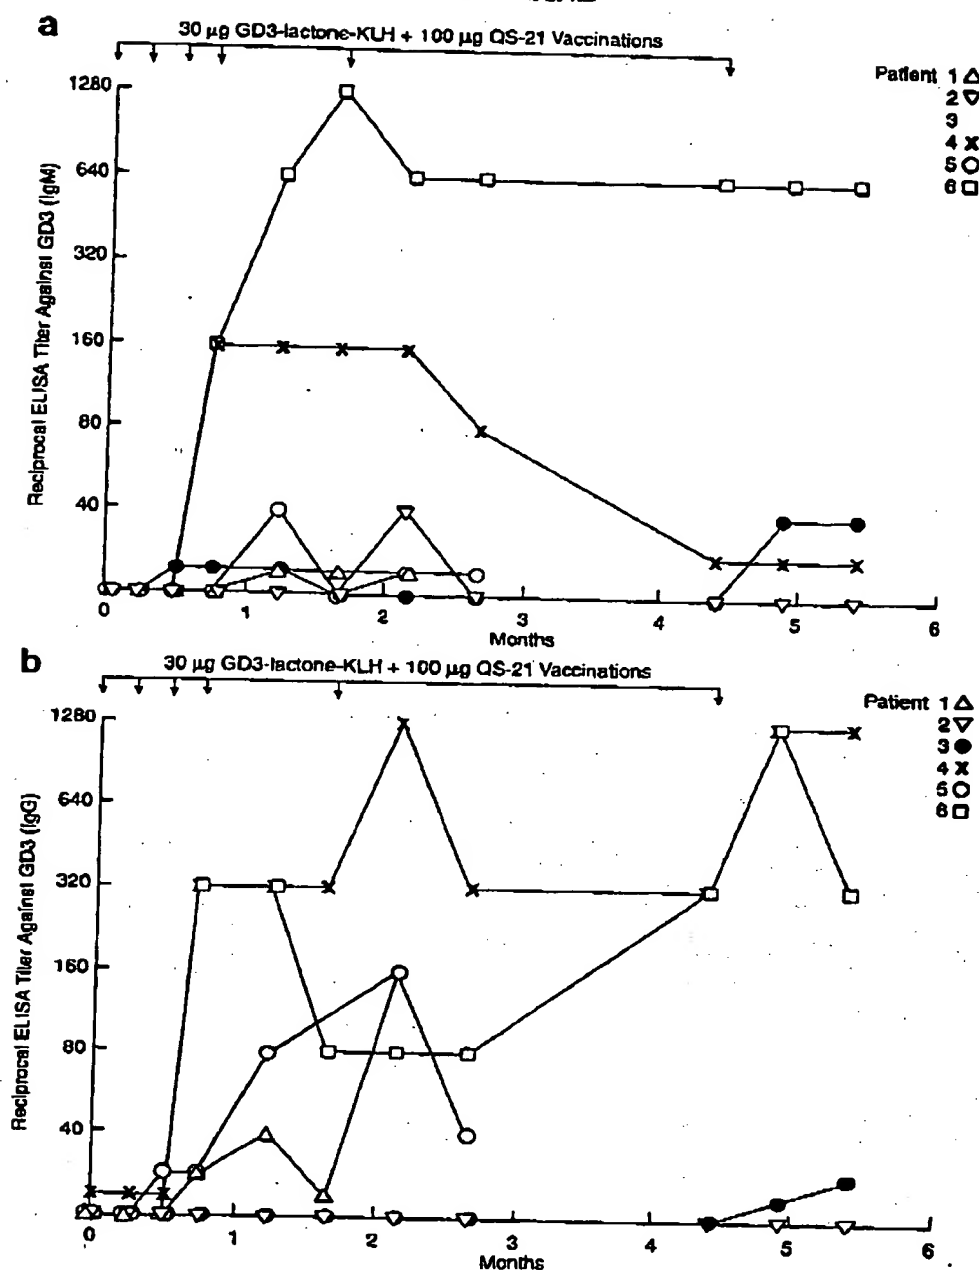 a
30 µg GD3-lactone-KLH + 100 µg QS-21 Vaccinations
Patient 1 △
2 ▽
3
4 x
5 ○
6 □
Reciprocal ELISA Titer Against GD3 (IgM)
1280
640
320
160
80
40
0 1 2 3 4 5 6
Months
b
30 µg GD3-lactone-KLH + 100 µg QS-21 Vaccinations
Patient 1 △
2 ▽
3 ●
4 x
5 ○
6 □
Reciprocal ELISA Titer Against GD3 (IgG)
1280
640
320
160
80
40
0 1 2 3 4 5 6
Months